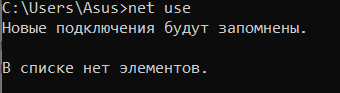 C:\Users\Asus>net use
Новые подключения будут запомнены.
В списке нет элементов.